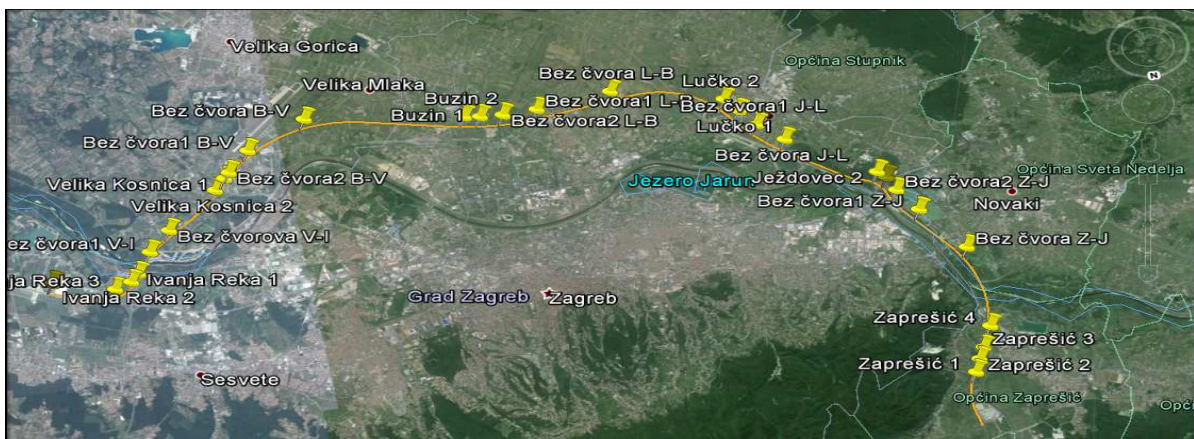 Velika Gorica
Općina Stupnik
Bez čvora L-B
Lučko 2
Velika Mlaka
Buzin 2
Bez čvora1 L-B
Bez čvora1 J-L
Bez čvora B-V
Buzin 1
Bez čvora2 L-B
Lučko 1
N
Bez čvora1 B-V
Bez čvora J-L
Općina Sveta Nedelja
Velika Kosnica 1
Bez čvora2 B-V
Jezero Jarun
Ježdovec 2
Bez čvora2 Z-J
Velika Kosnica 2
Bez čvora1 Z-J
Novaki
Bez čvorova V-I
ez čvora1 V-I
Bez čvora Z-J
ja Reka 3
Ivanja Reka 1
Ivanja Reka 2
Grad Zagreb
Zagreb
Zaprešić 4
Zaprešić 3
Zaprešić 1
Zaprešić 2
Sesvete
Općina Zaprešić
Opći